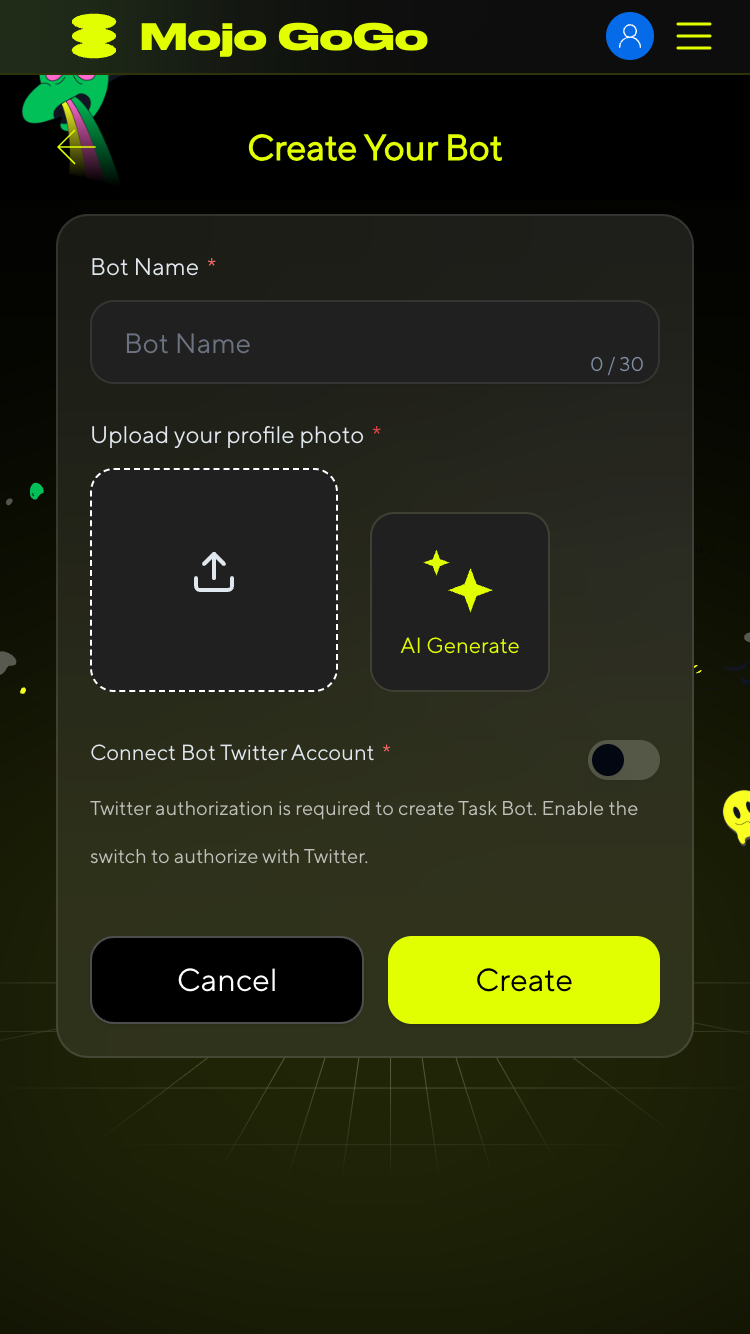 Mojo GoGo
Create Your Bot
Bot Name *
Bot Name
0 / 30
Upload your profile photo *
AI Generate
Connect Bot Twitter Account *
Twitter authorization is required to create Task Bot. Enable the
switch to authorize with Twitter.
Cancel
Create